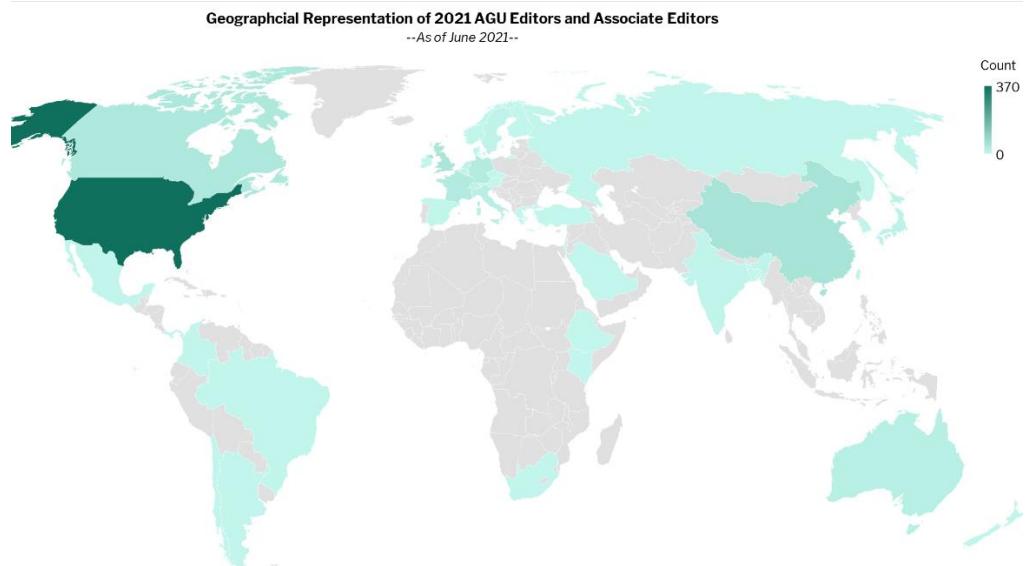 Geographcial Representation of 2021 AGU Editors and Associate Editors
--As of June 2021--
Count
370
0